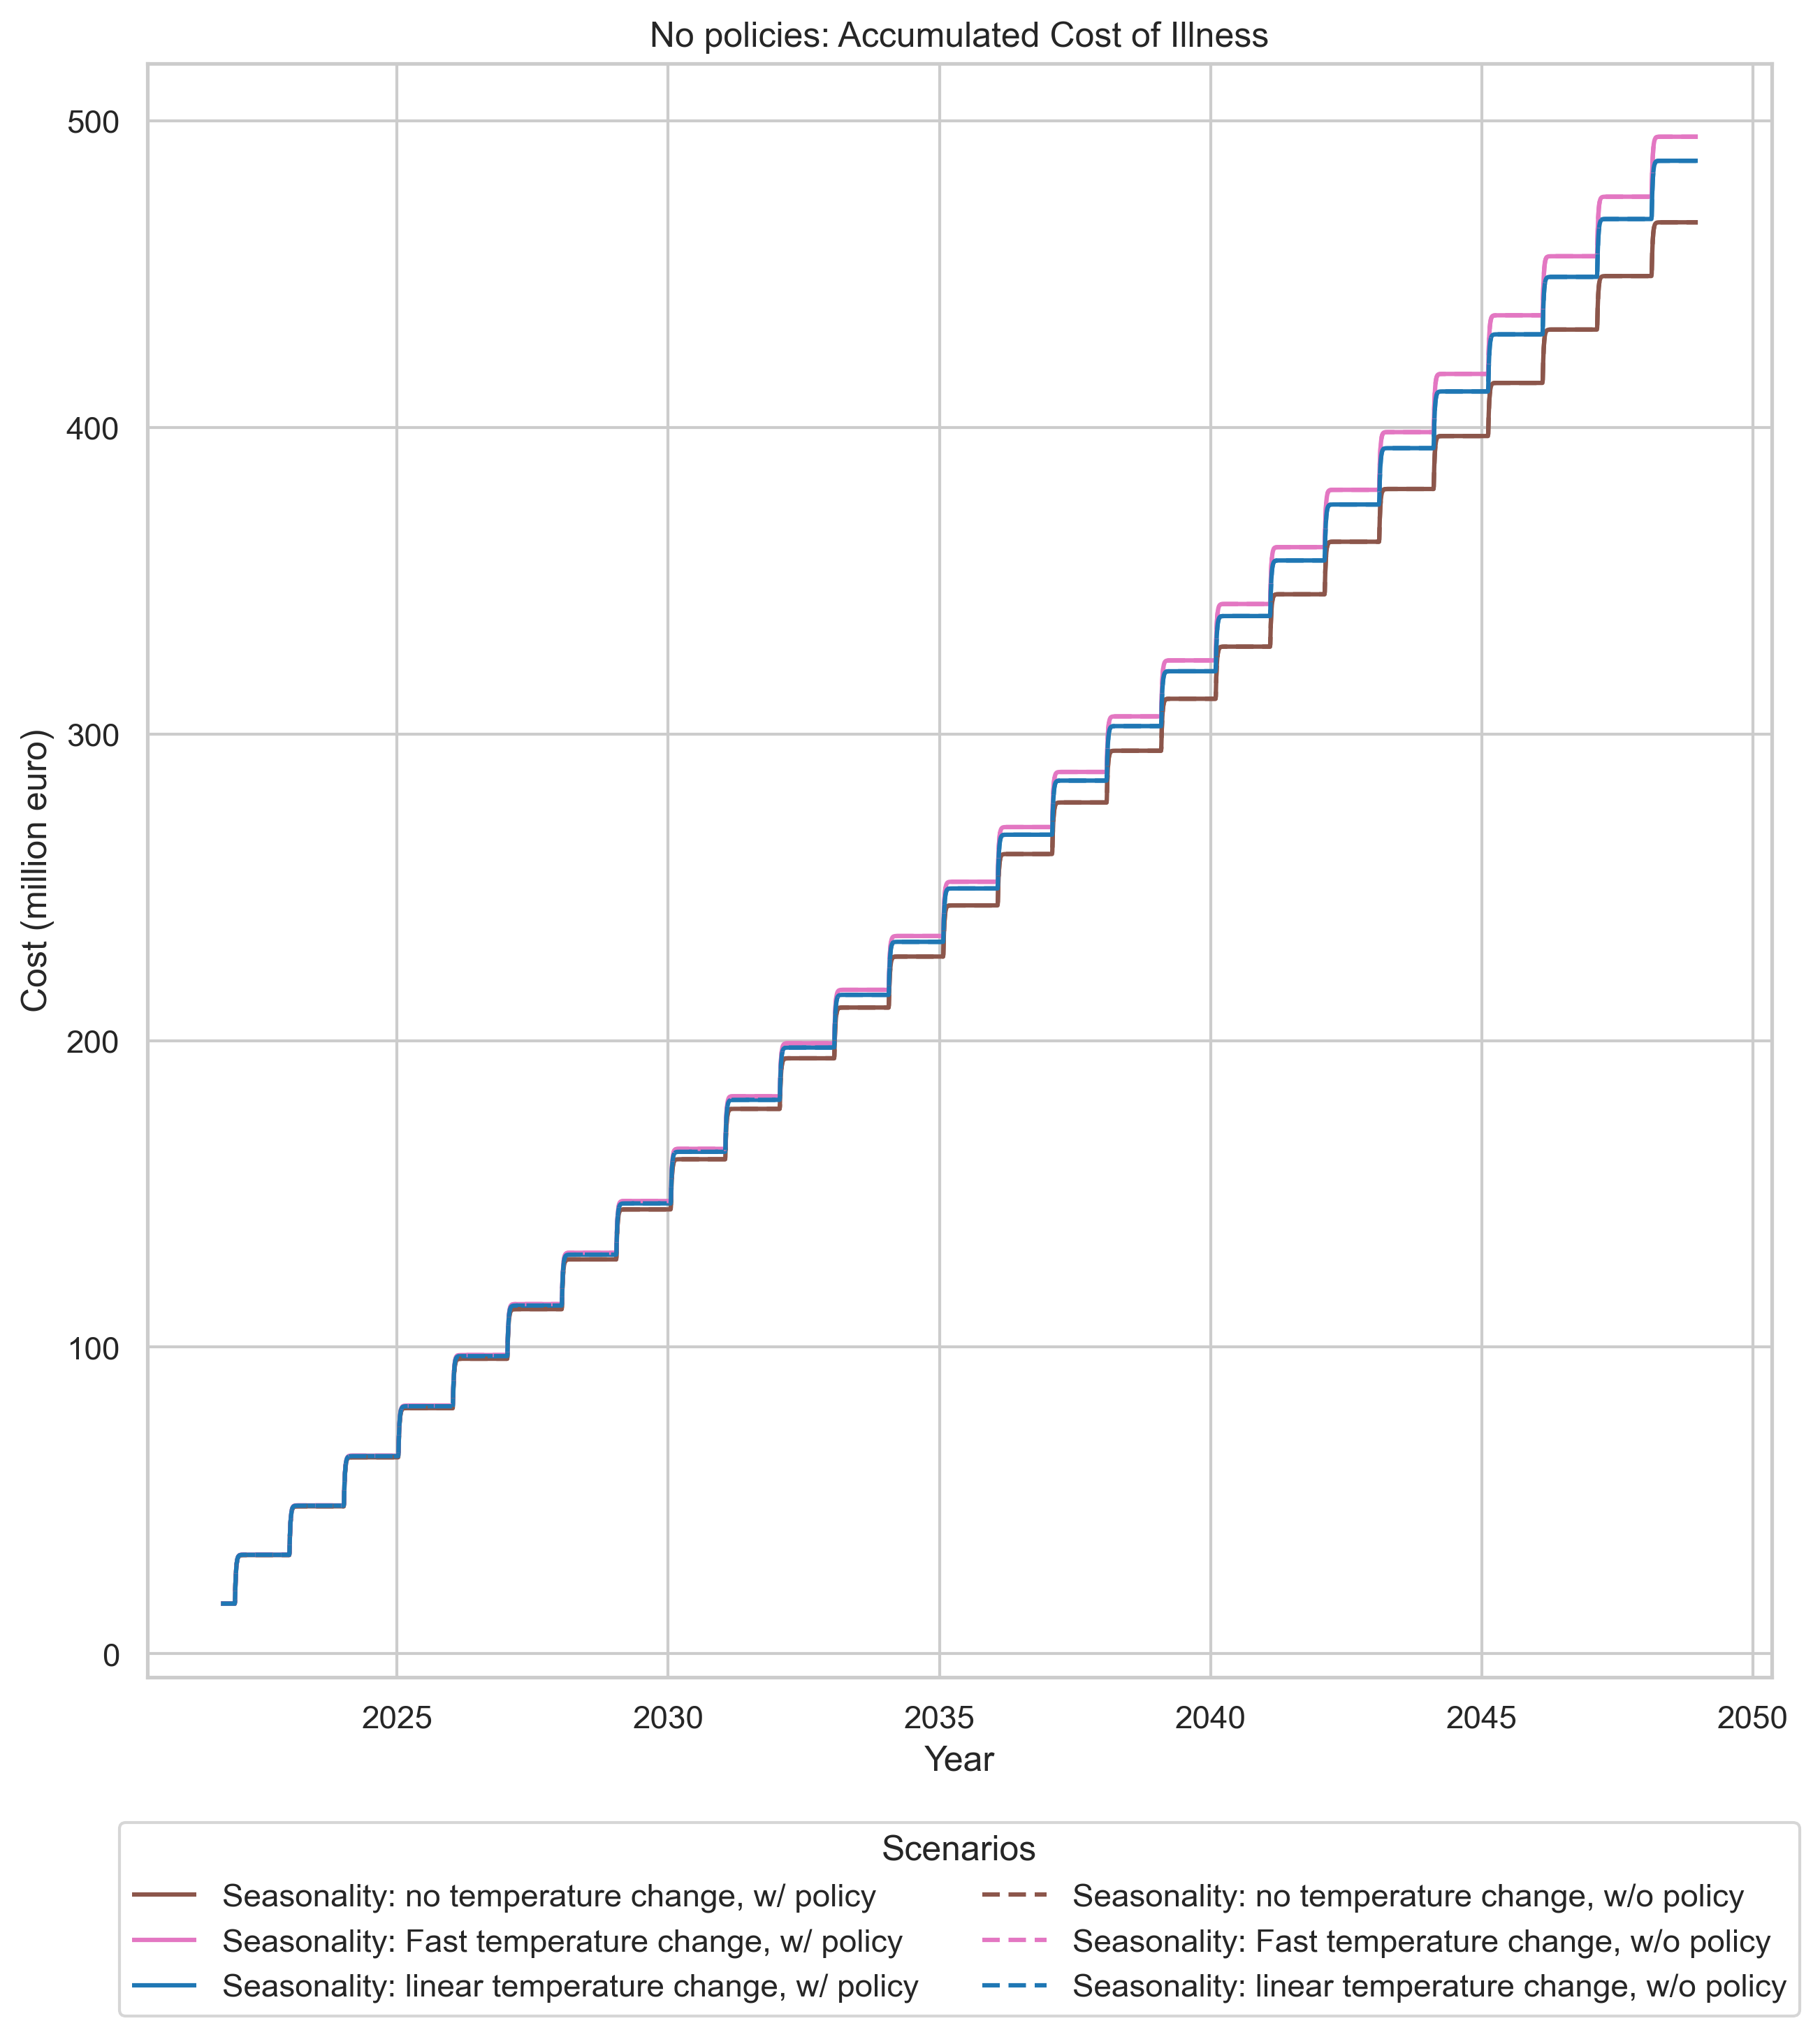 No policies: Accumulated Cost of Illness
500
400
300
200
100
0
Cost (million euro)
2025 2030 2035 2040 2045 2050
Year
Scenarios
Seasonality: no temperature change, w/ policy
Seasonality: Fast temperature change, w/ policy
Seasonality: linear temperature change, w/ policy
Seasonality: no temperature change, w/o policy
Seasonality: Fast temperature change, w/o policy
Seasonality: linear temperature change, w/o policy